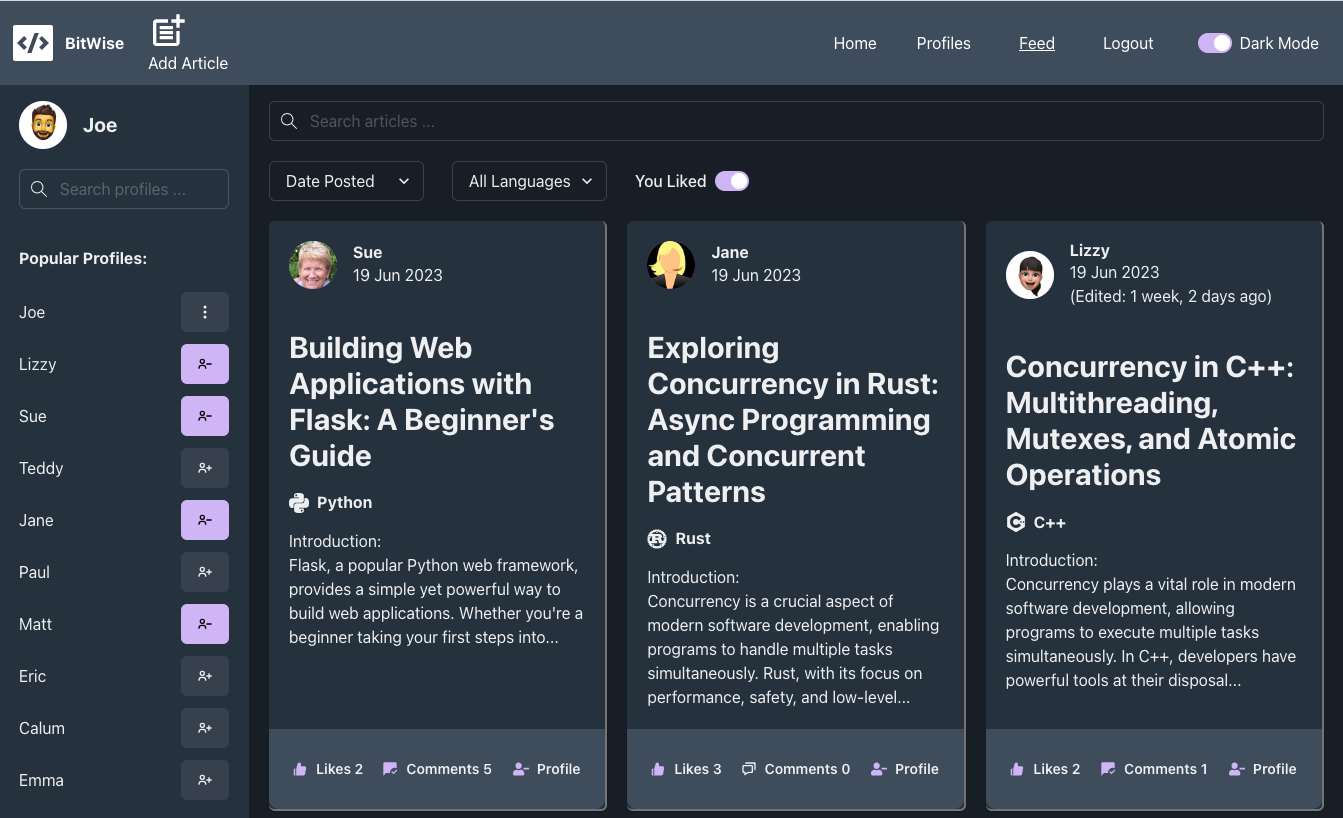 </> BitWise
Add Article
Home Profiles Feed Logout Dark Mode
Joe
Search profiles ...
Popular Profiles:
Joe
Lizzy
Sue
Teddy
Jane
Paul
Matt
Eric
Calum
Emma
Search articles ...
Date Posted All Languages You Liked
Sue
19 Jun 2023
Building Web
Applications with
Flask: A Beginner's
Guide
Python
Introduction:
Flask, a popular Python web framework,
provides a simple yet powerful way to
build web applications. Whether you're a
beginner taking your first steps into...
Likes 2 Comments 5 Profile
Jane
19 Jun 2023
Exploring
Concurrency in Rust:
Async Programming
and Concurrent
Patterns
Rust
Introduction:
Concurrency is a crucial aspect of
modern software development, enabling
programs to handle multiple tasks
simultaneously. Rust, with its focus on
performance, safety, and low-level...
Likes 3 Comments 0 Profile
Lizzy
19 Jun 2023
(Edited: 1 week, 2 days ago)
Concurrency in C++:
Multithreading,
Mutexes, and Atomic
Operations
C++
Introduction:
Concurrency plays a vital role in modern
software development, allowing
programs to execute multiple tasks
simultaneously. In C++, developers have
powerful tools at their disposal...
Likes 2 Comments 1 Profile